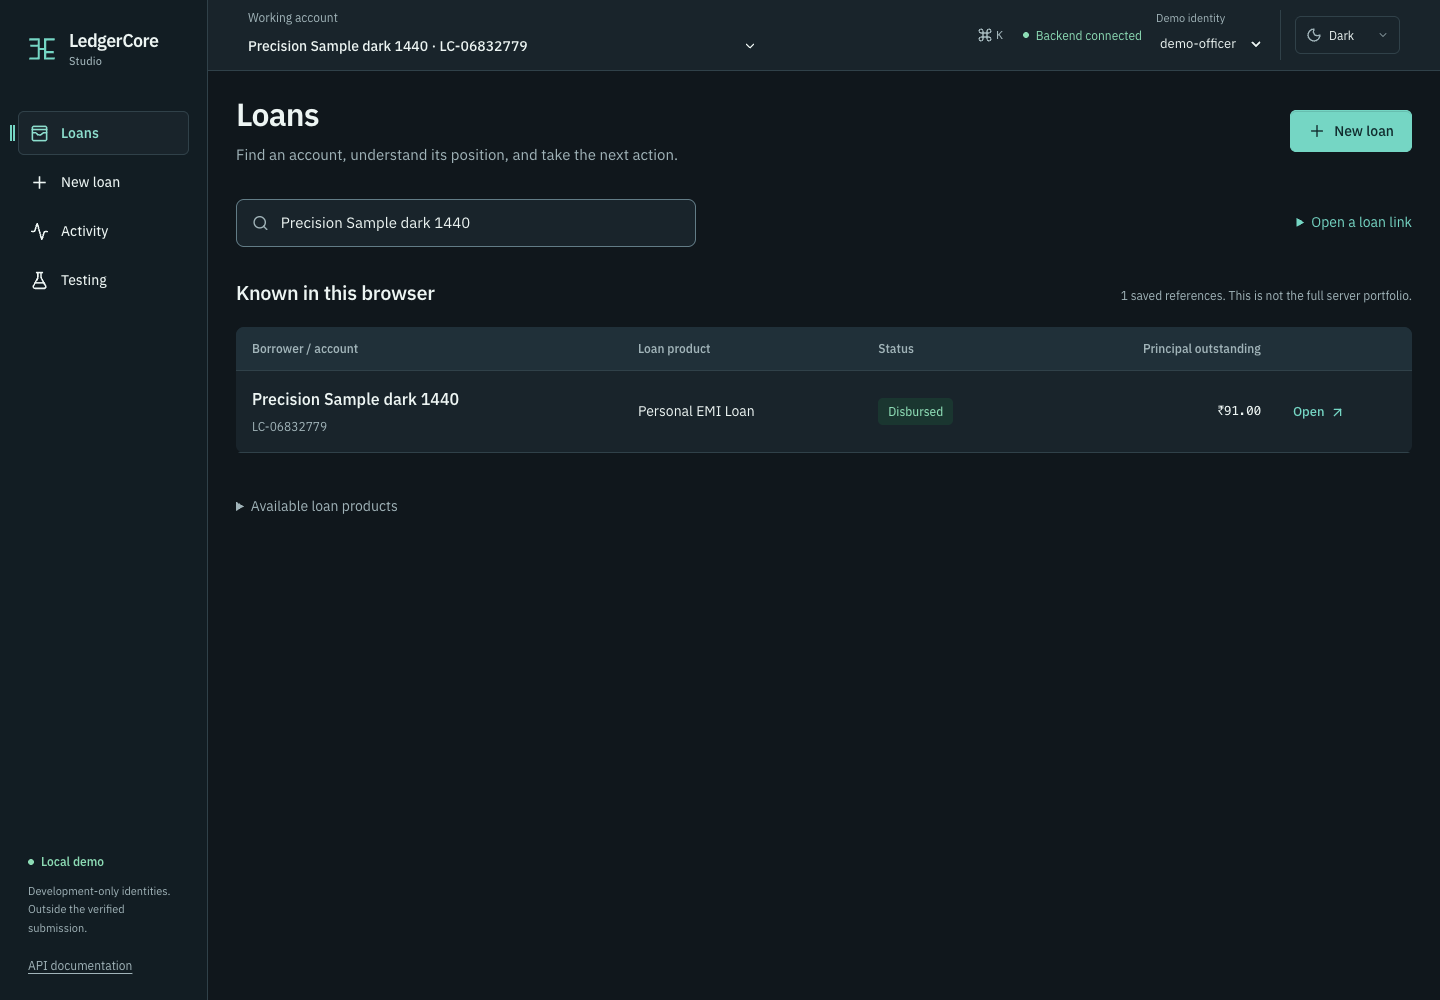 LedgerCore
Studio
Loans
New loan
Activity
Testing
Local demo
Development-only identities.
Outside the verified
submission.
API documentation
Working account
Precision Sample dark 1440 · LC-06832779
⌘ K
Backend connected
Demo identity
demo-officer
Dark
Loans
Find an account, understand its position, and take the next action.
New loan
Precision Sample dark 1440
Open a loan link
Known in this browser
1 saved references. This is not the full server portfolio.
Borrower / account Loan product Status Principal outstanding
Precision Sample dark 1440
LC-06832779
Personal EMI Loan
Disbursed
₹91.00
Open
Available loan products